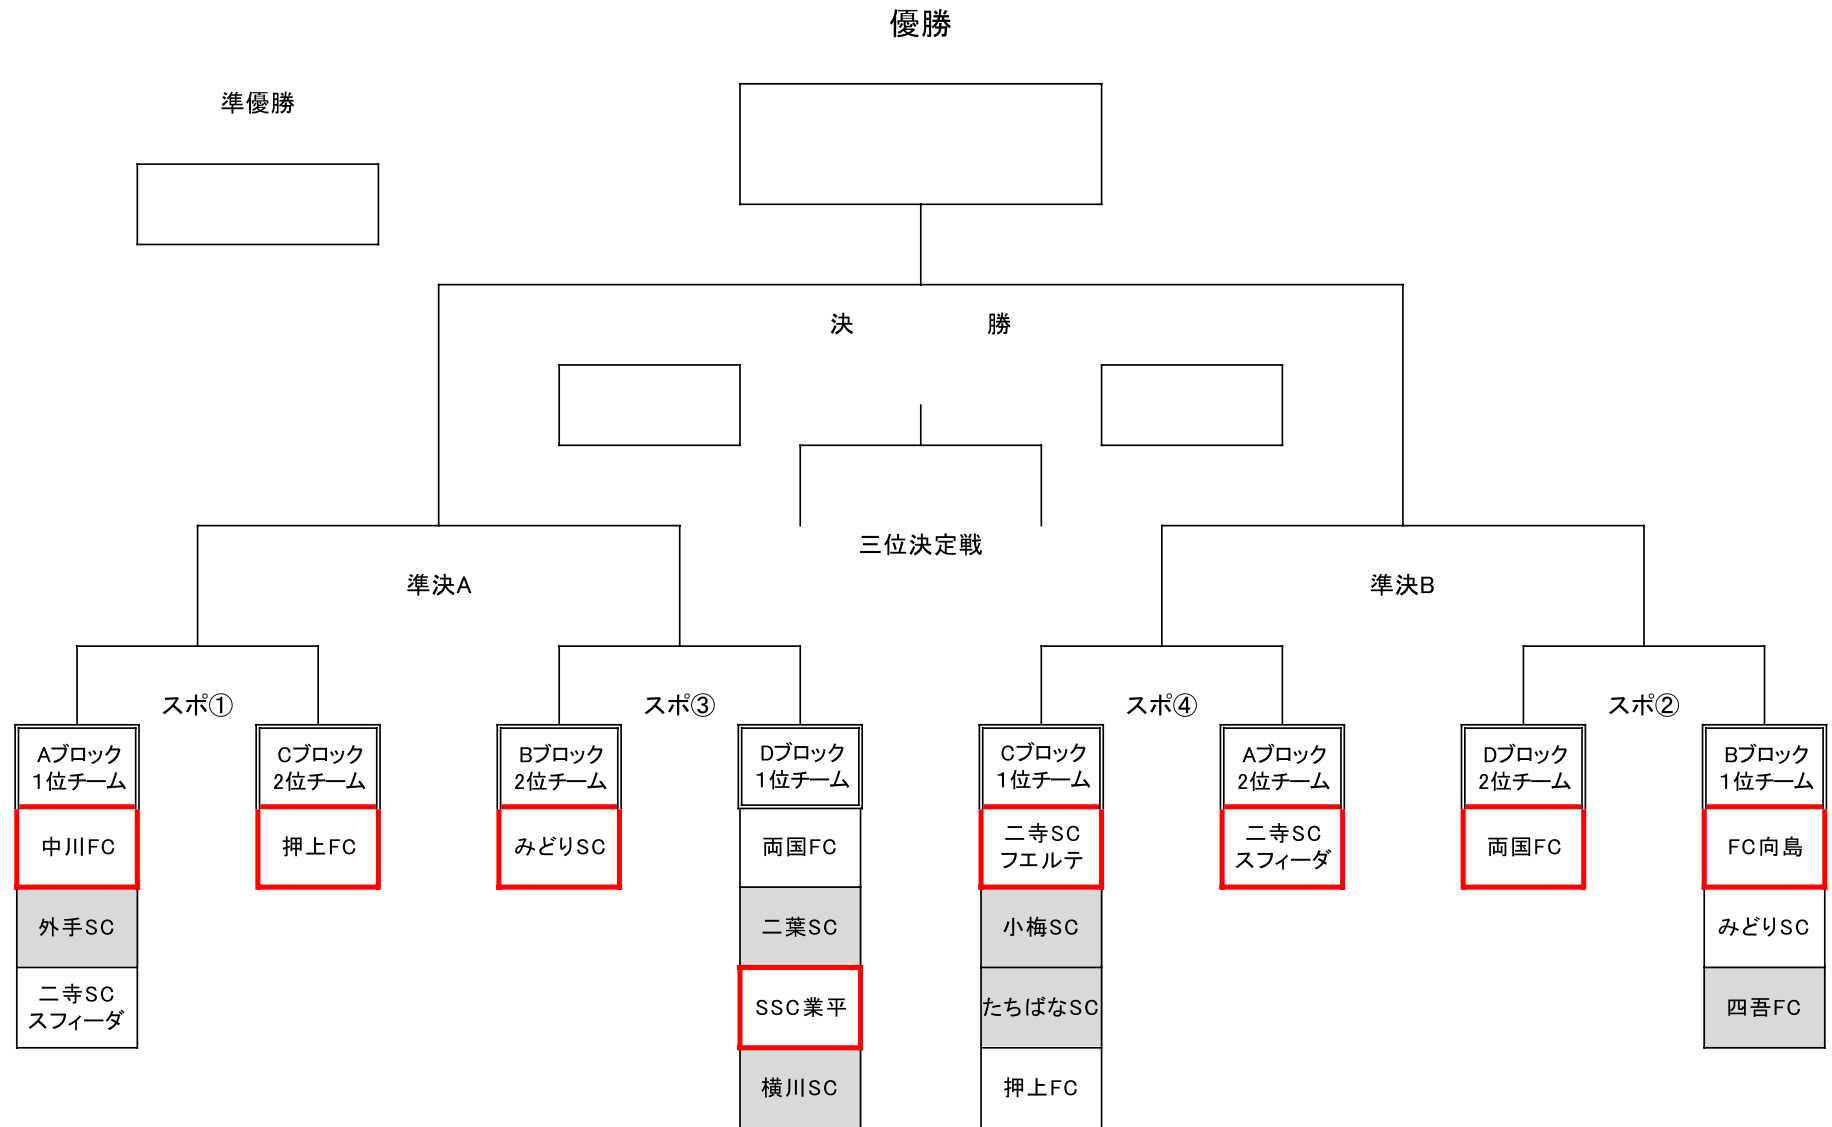 優勝
準優勝
決 勝
三位決定戦
準決A
準決B
スポ①
スポ③
スポ④
スポ②
Aブロック
1位チーム
Cブロック
2位チーム
Bブロック
2位チーム
Dブロック
1位チーム
Cブロック
1位チーム
Aブロック
2位チーム
Dブロック
2位チーム
Bブロック
1位チーム
中川FC
押上FC
みどりSC
両国FC
二寺SC
フエルテ
二寺SC
スフィーダ
両国FC
FC向島
外手SC
二葉SC
小梅SC
みどりSC
二寺SC
スフィーダ
SSC業平
たちばなSC
四吾FC
横川SC
押上FC